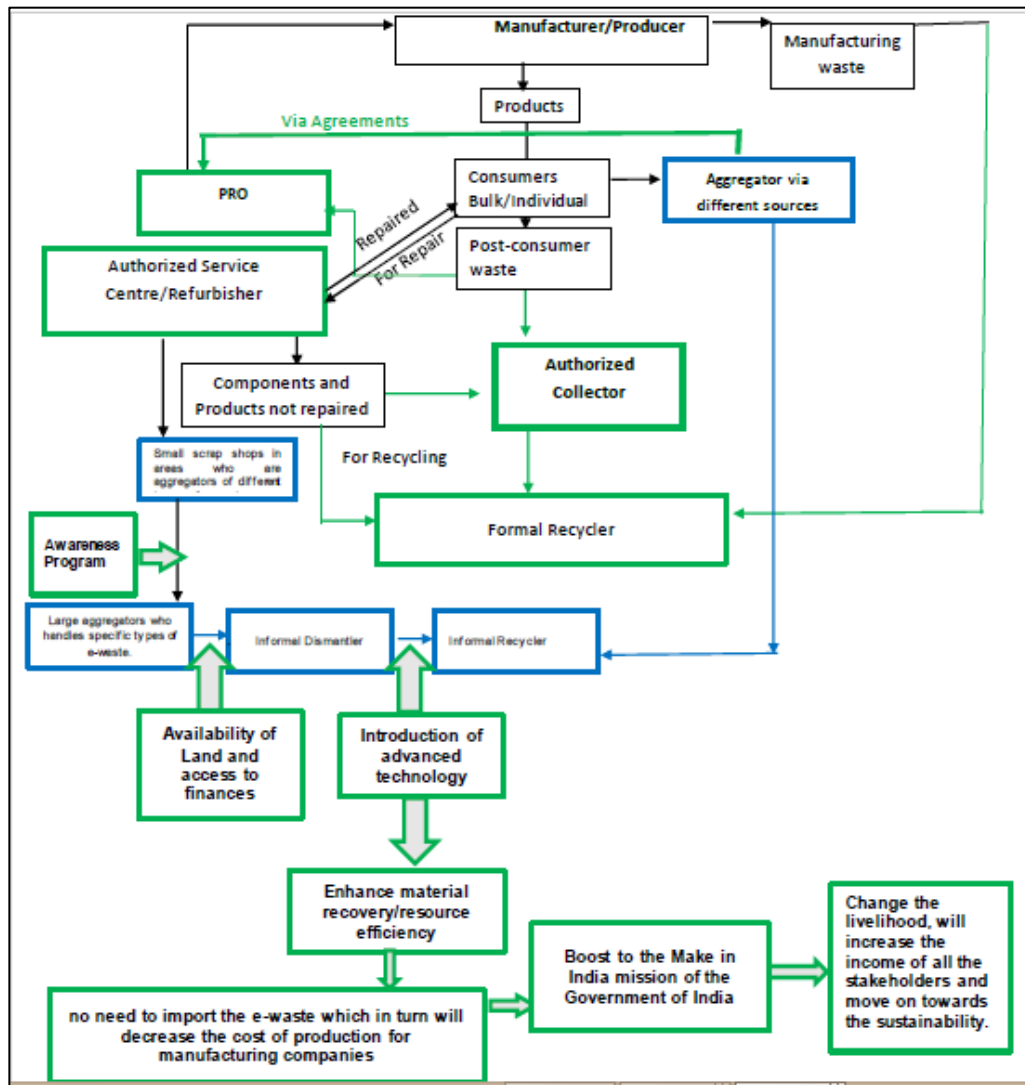 Manufacturer/Producer
Manufacturing
waste
Products
Via Agreements
PRO
Consumers
Bulk/Individual
Aggregator via
different sources
Repaired
For Repair
Post-consumer
waste
Authorized Service
Centre/Refurbisher
Authorized
Collector
Components and
Products not repaired
For Recycling
Small scrap shops in
areas who are
aggregators of different
Formal Recycler
Awareness
Program
Large aggregators who
handles specific types of
e-waste.
Informal Dismantler
Informal Recycler
Availability of
Land and
access to
finances
Introduction of
advanced
technology
Enhance material
recovery/resource
efficiency
Boost to the Make in
India mission of the
Government of India
Change the
livelihood, will
increase the
income of all the
stakeholders and
move on towards
the sustainability.
no need to import the e-waste which in turn will
decrease the cost of production for
manufacturing companies